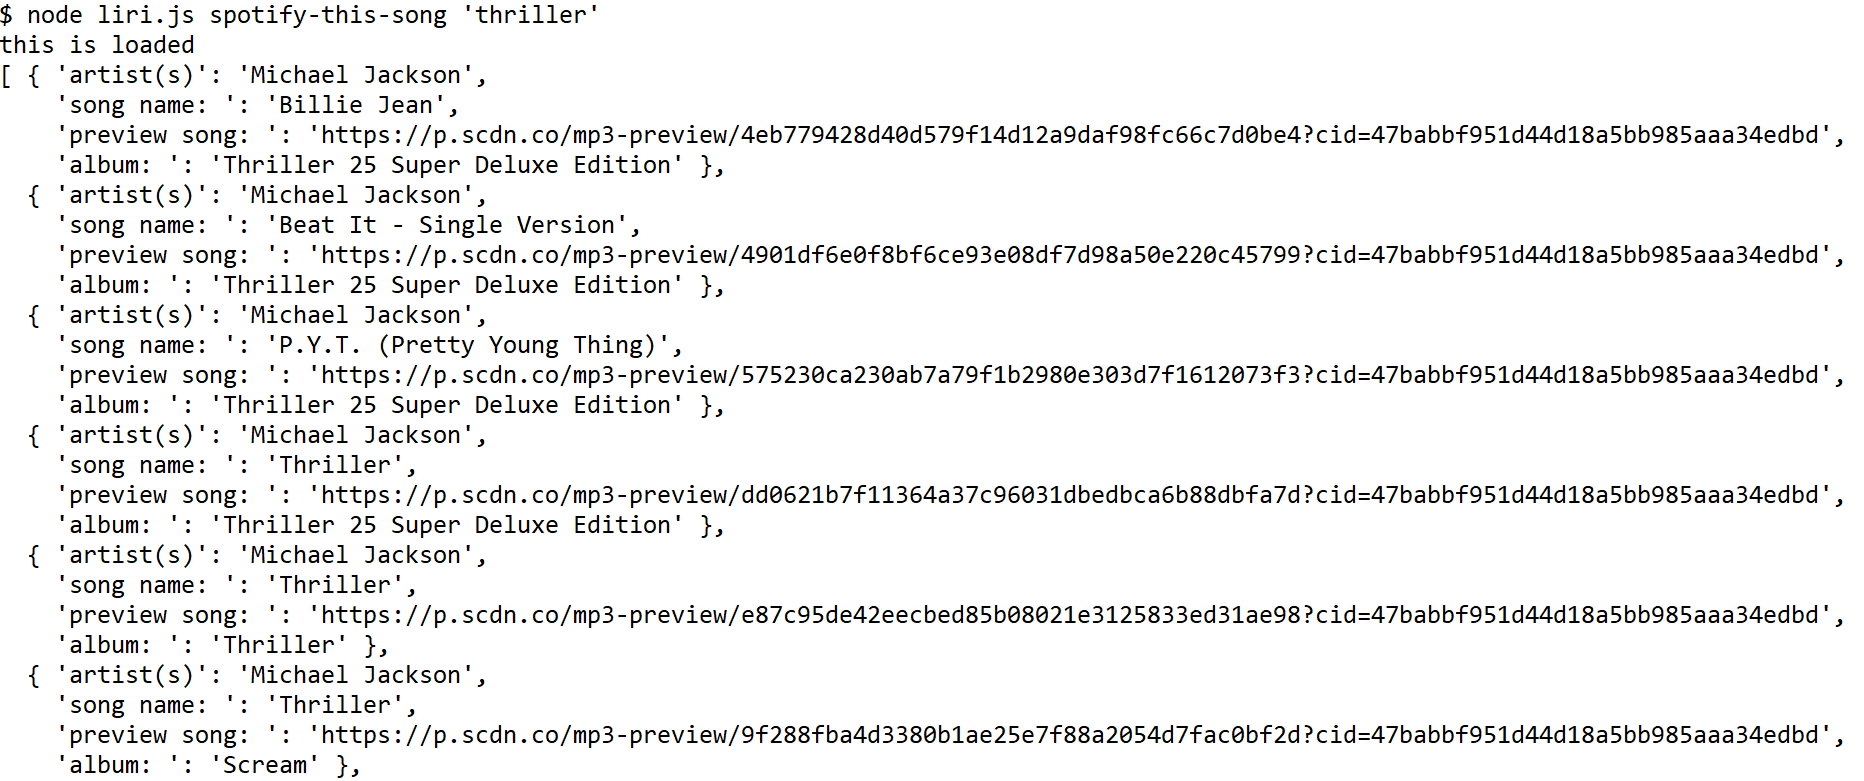 $ node liri.js spotify-this-song 'thriller'
this is loaded
[ { 'artist(s)': 'Michael Jackson',
    'song name: ': 'Billie Jean',
    'preview song: ': 'https://p.scdn.co/mp3-preview/4eb779428d40d579f14d12a9daf98fc66c7d0be4?cid=47babbf951d44d18a5bb985aaa34edbd',
    'album: ': 'Thriller 25 Super Deluxe Edition' },
  { 'artist(s)': 'Michael Jackson',
    'song name: ': 'Beat It - Single Version',
    'preview song: ': 'https://p.scdn.co/mp3-preview/4901df6e0f8bf6ce93e08df7d98a50e220c45799?cid=47babbf951d44d18a5bb985aaa34edbd',
    'album: ': 'Thriller 25 Super Deluxe Edition' },
  { 'artist(s)': 'Michael Jackson',
    'song name: ': 'P.Y.T. (Pretty Young Thing)',
    'preview song: ': 'https://p.scdn.co/mp3-preview/575230ca230ab7a79f1b2980e303d7f1612073f3?cid=47babbf951d44d18a5bb985aaa34edbd',
    'album: ': 'Thriller 25 Super Deluxe Edition' },
  { 'artist(s)': 'Michael Jackson',
    'song name: ': 'Thriller',
    'preview song: ': 'https://p.scdn.co/mp3-preview/dd0621b7f11364a37c96031dbedbca6b88dbfa7d?cid=47babbf951d44d18a5bb985aaa34edbd',
    'album: ': 'Thriller 25 Super Deluxe Edition' },
  { 'artist(s)': 'Michael Jackson',
    'song name: ': 'Thriller',
    'preview song: ': 'https://p.scdn.co/mp3-preview/e87c95de42eecbed85b08021e3125833ed31ae98?cid=47babbf951d44d18a5bb985aaa34edbd',
    'album: ': 'Thriller' },
  { 'artist(s)': 'Michael Jackson',
    'song name: ': 'Thriller',
    'preview song: ': 'https://p.scdn.co/mp3-preview/9f288fba4d3380b1ae25e7f88a2054d7fac0bf2d?cid=47babbf951d44d18a5bb985aaa34edbd',
    'album: ': 'Scream' },